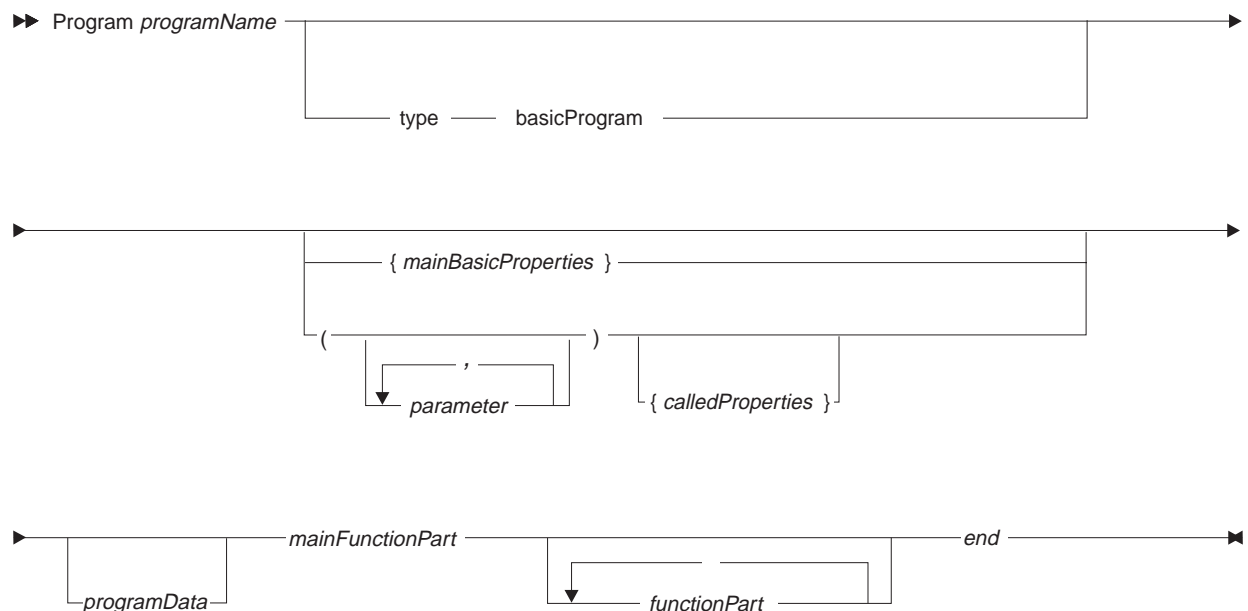 Program programName
type basicProgram
{ mainBasicProperties }
( )
,
parameter
{ calledProperties }
mainFunctionPart end
programData
functionPart